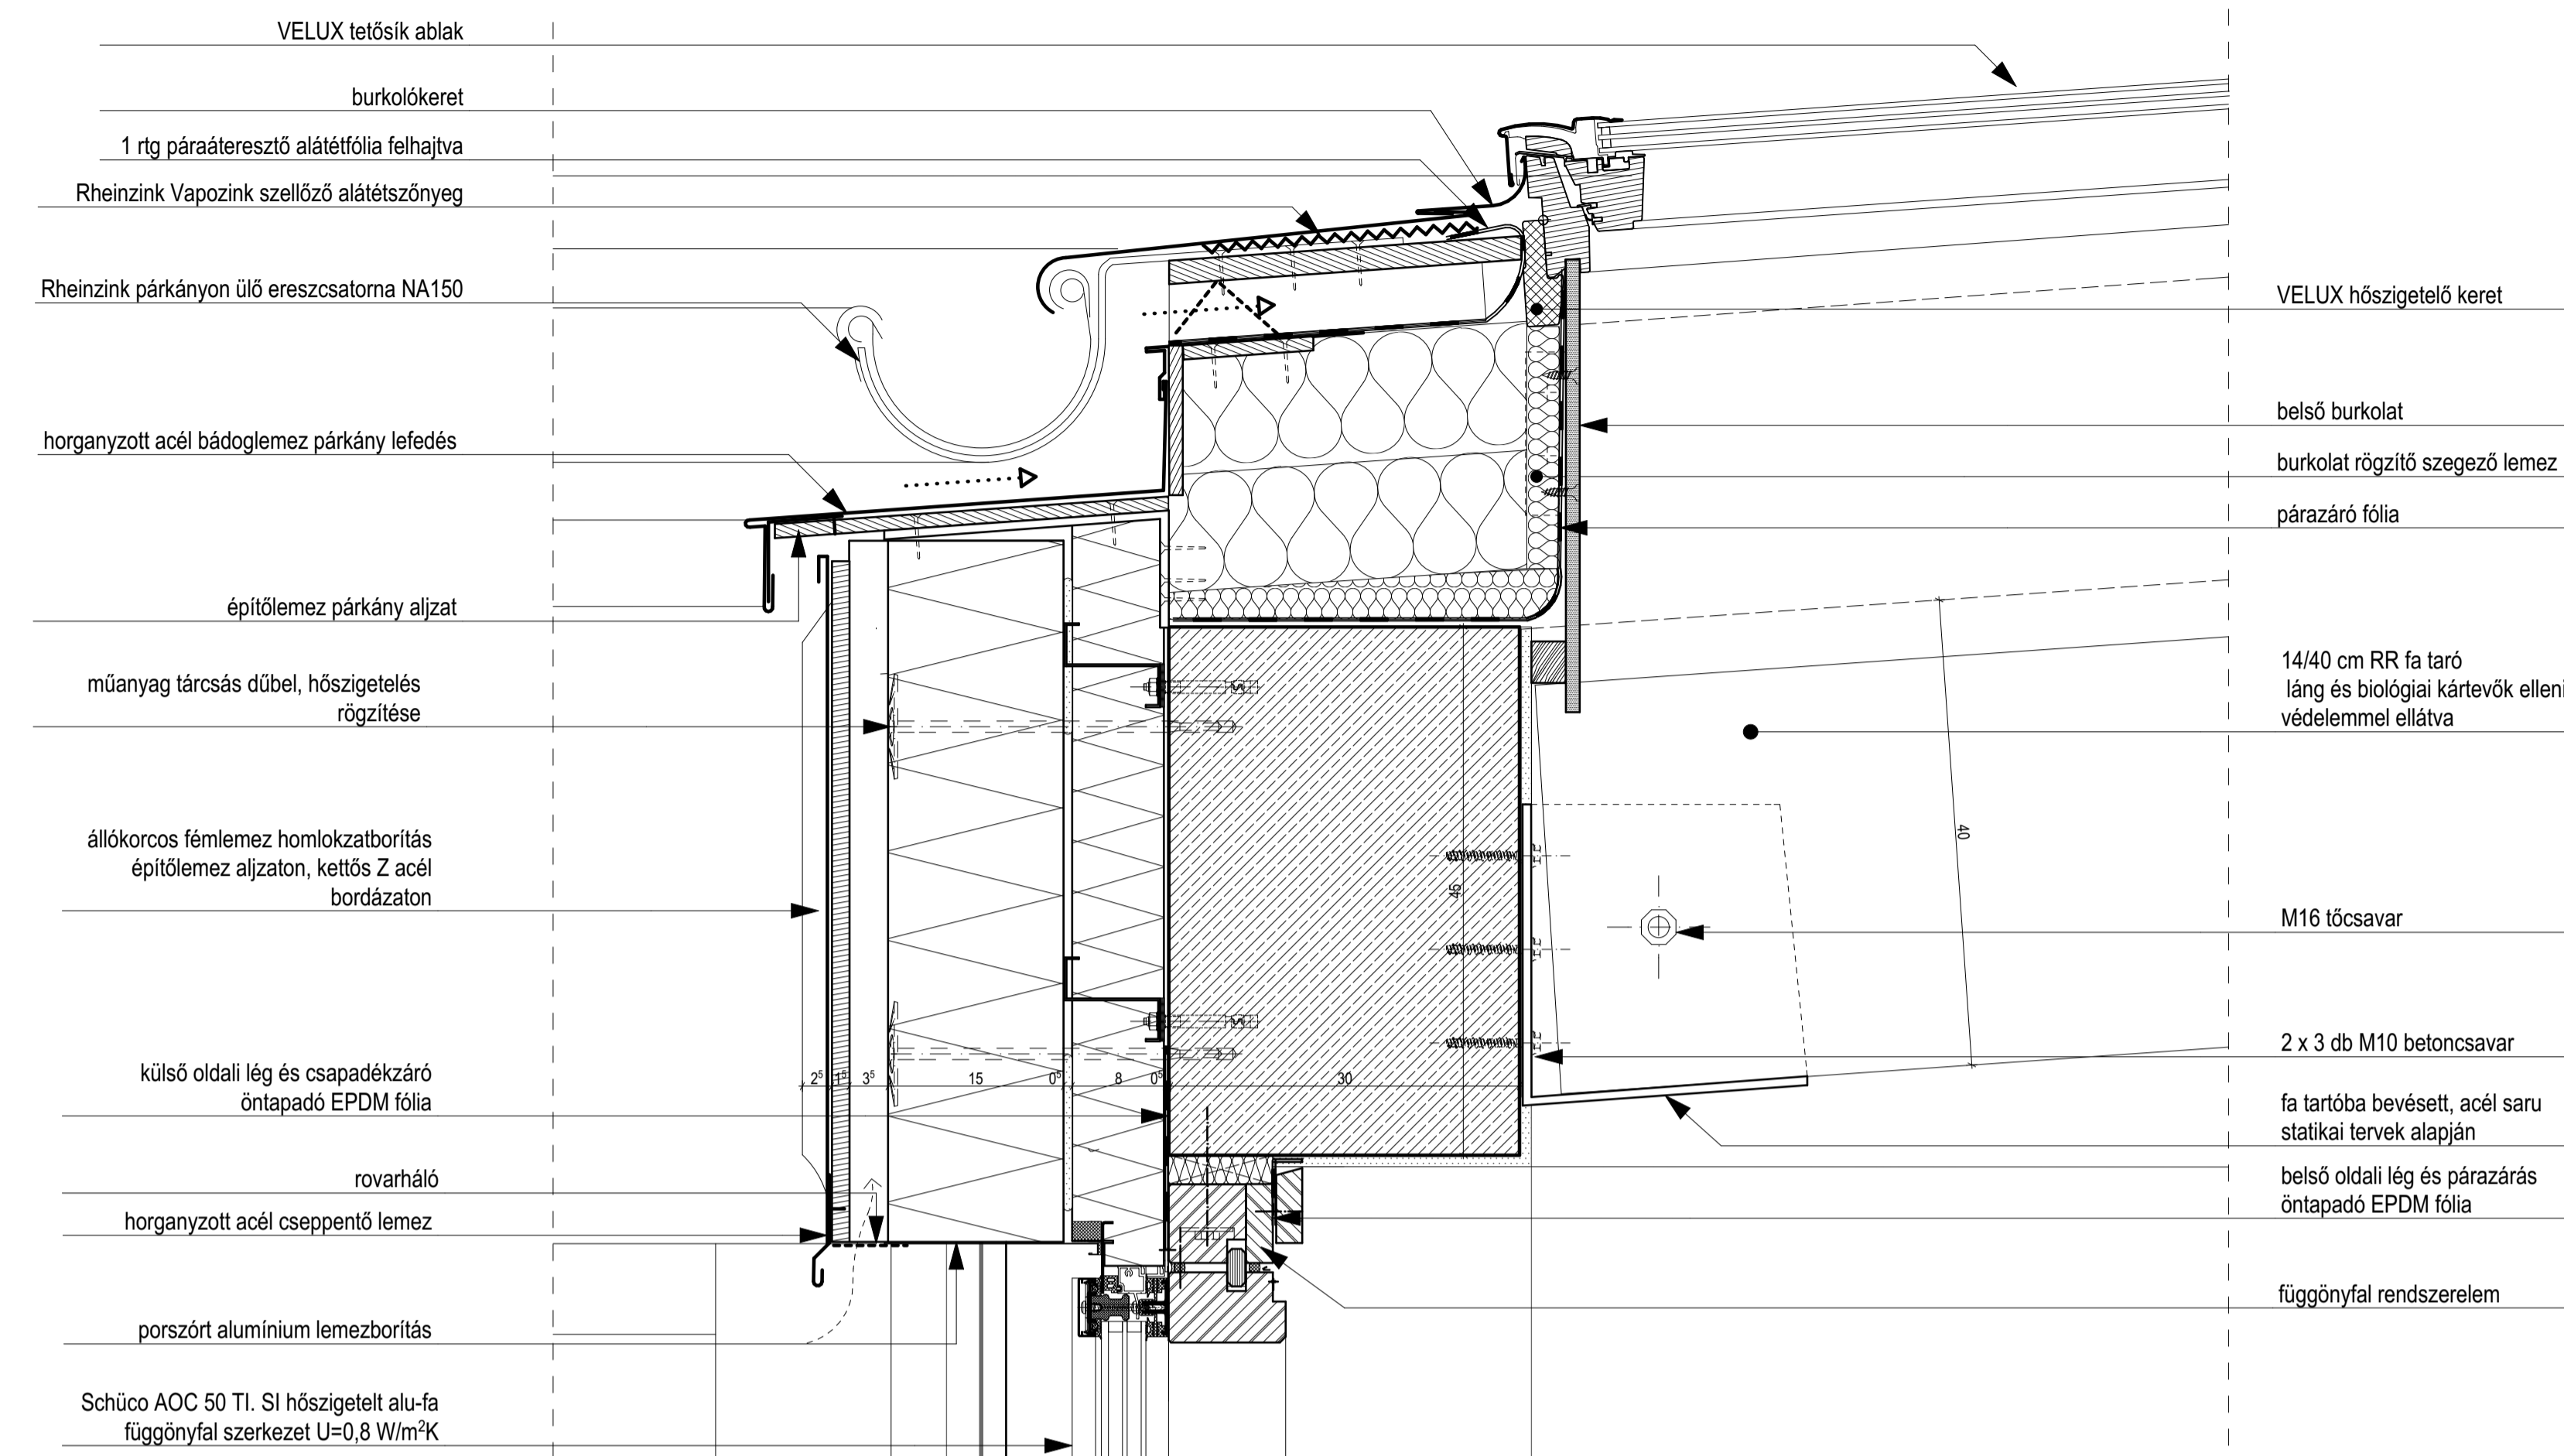 VELUX tetősík ablak
burkolókeret
1 rtg páraáteresztő alátétfólia felhajtva
Rheinzink Vapozink szellőző alátétszőnyeg
Rheinzink párkányon ülő ereszcsatorna NA150
horganyzott acél bádoglemez párkány lefedés
építőlemez párkány aljzat
műanyag tárcsás dűbel, hőszigetelés
rögzítése
állókorcos fémlemez homlokzatborítás
építőlemez aljzaton, kettős Z acél
bordázaton
külső oldali lég és csapadékzáró
öntapadó EPDM fólia
rovarháló
horganyzott acél cseppentő lemez
porszórt alumínium lemezborítás
Schüco AOC 50 TI. SI hőszigetelt alu-fa
függönyfal szerkezet U=0,8 W/m²K
2⁵ 1⁵ 3⁵ 15 0⁵ 8 0⁵ 30
45
40
VELUX hőszigetelő keret
belső burkolat
burkolat rögzítő szegező lemez
párazáró fólia
14/40 cm RR fa taró
láng és biológiai kártevők elleni
védelemmel ellátva
M16 tőcsavar
2 x 3 db M10 betoncsavar
fa tartóba bevésett, acél saru
statikai tervek alapján
belső oldali lég és párazárás
öntapadó EPDM fólia
függönyfal rendszerelem